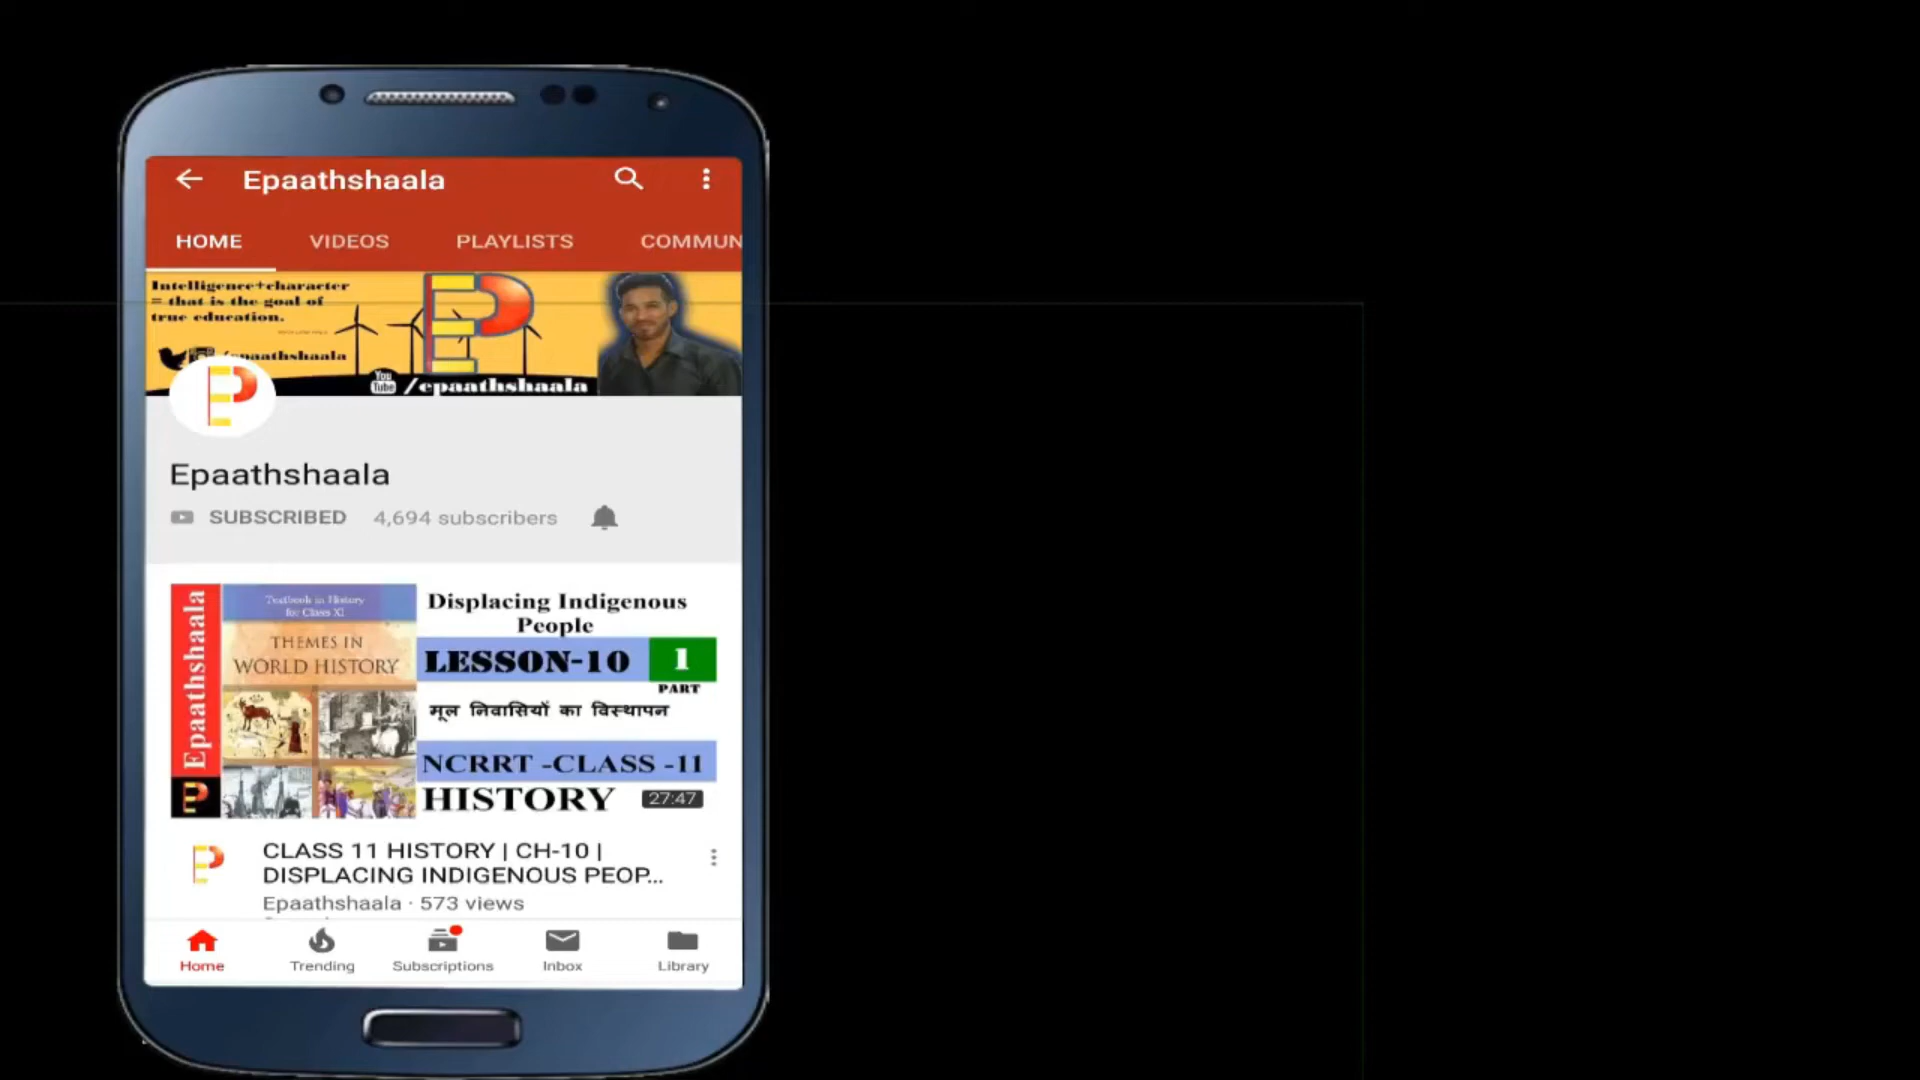 Epaathshaala
HOME VIDEOS PLAYLISTS COMMUN
Intelligence+character
= that is the goal of
true education.
/epaathshaala
You
Tube /epaathshaala
Epaathshaala
SUBSCRIBED 4,694 subscribers
Epaathshaala
Textbook in History
for Class XI
THEMES IN
WORLD HISTORY
Displacing Indigenous
People
LESSON-10 1
PART
मूल निवासियों का विस्थापन
NCRRT -CLASS -11
HISTORY 27:47
CLASS 11 HISTORY | CH-10 |
DISPLACING INDIGENOUS PEOP...
Epaathshaala · 573 views
Home Trending Subscriptions Inbox Library